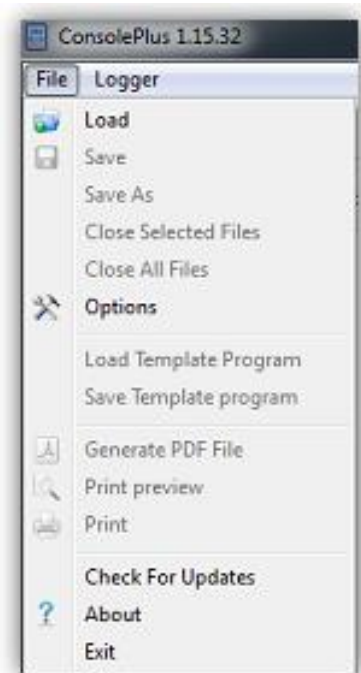 ConsolePlus 1.15.32
File Logger
Load
Save
Save As
Close Selected Files
Close All Files
Options
Load Template Program
Save Template program
Generate PDF File
Print preview
Print
Check For Updates
? About
Exit